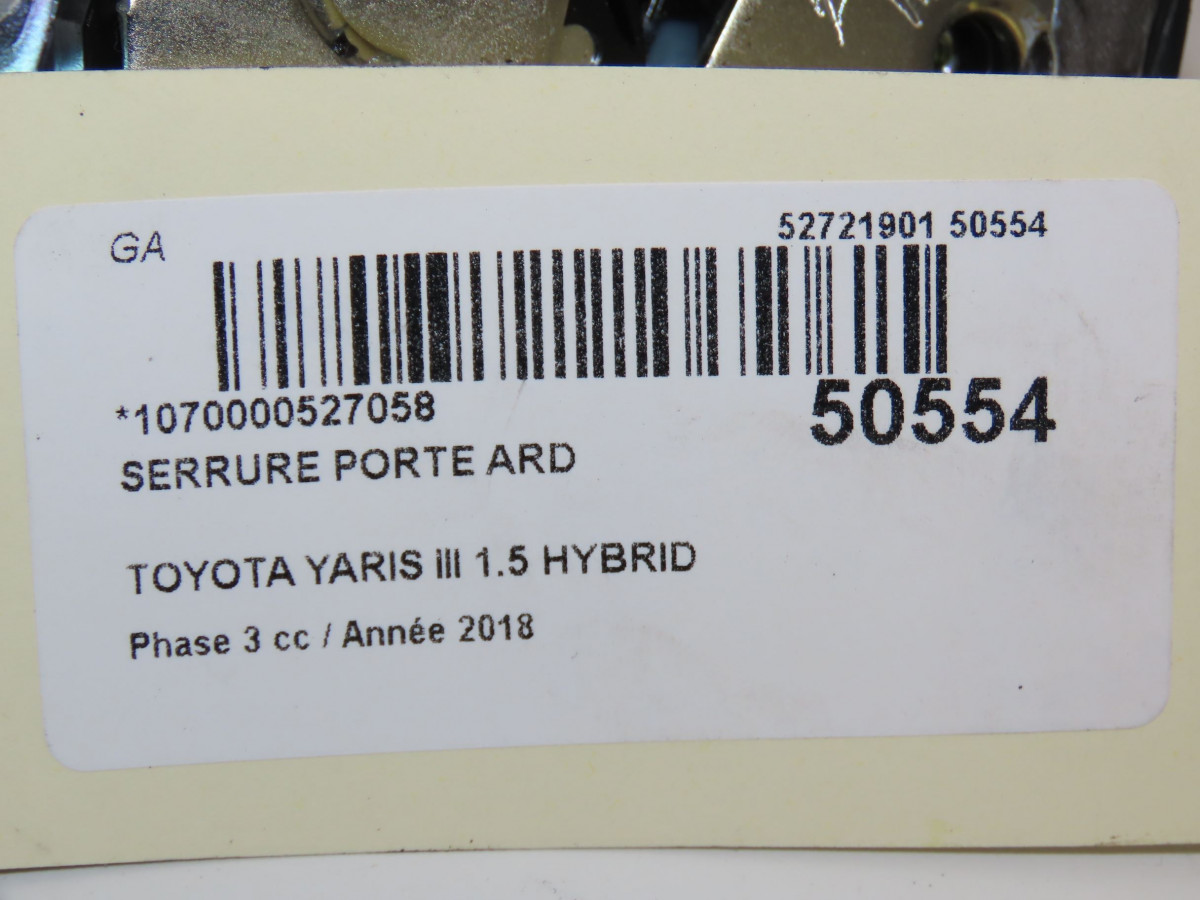 GA
52721901 50554
*1070000527058
50554
SERRURE PORTE ARD
TOYOTA YARIS iII 1.5 HYBRID
Phase 3 cc / Année 2018